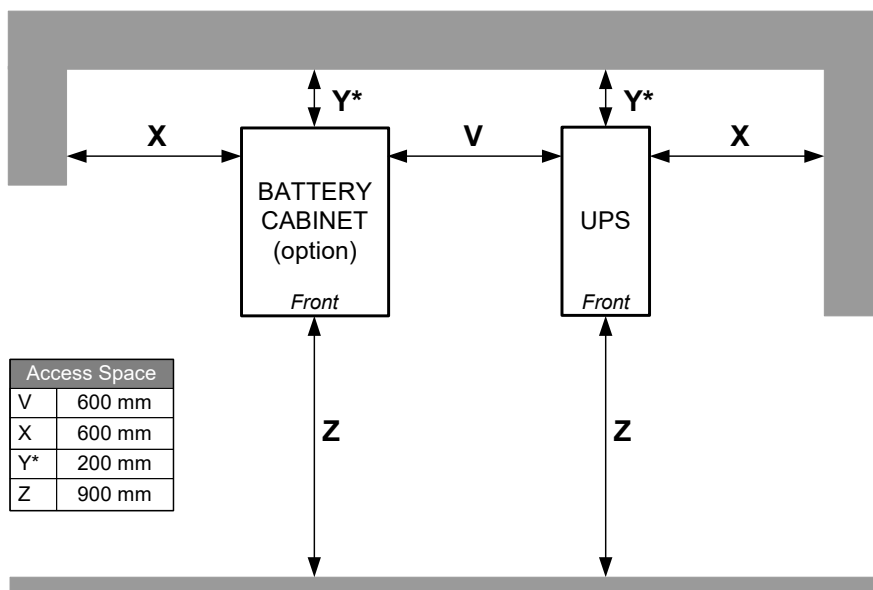 Y*
Y*
X
V
X
BATTERY
CABINET
(option)
Front
UPS
Front
Z
Z
Access Space
V 600 mm
X 600 mm
Y* 200 mm
Z 900 mm